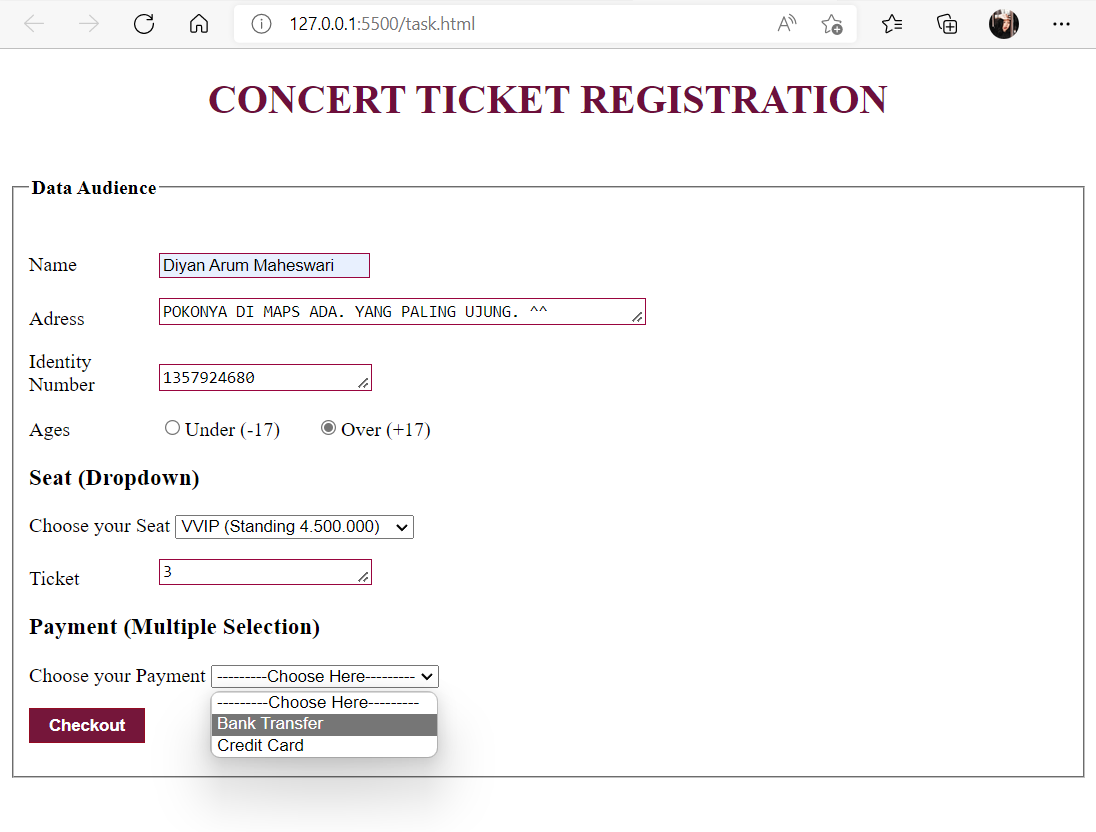 127.0.0.1:5500/task.html
CONCERT TICKET REGISTRATION
Data Audience
Name Diyan Arum Maheswari
Adress POKONYA DI MAPS ADA. YANG PALING UJUNG. ^^
Identity
Number 1357924680
Ages Under (-17) Over (+17)
Seat (Dropdown)
Choose your Seat VVIP (Standing 4.500.000)
Ticket 3
Payment (Multiple Selection)
Choose your Payment ---------Choose Here---------
---------Choose Here---------
Bank Transfer
Checkout
Credit Card